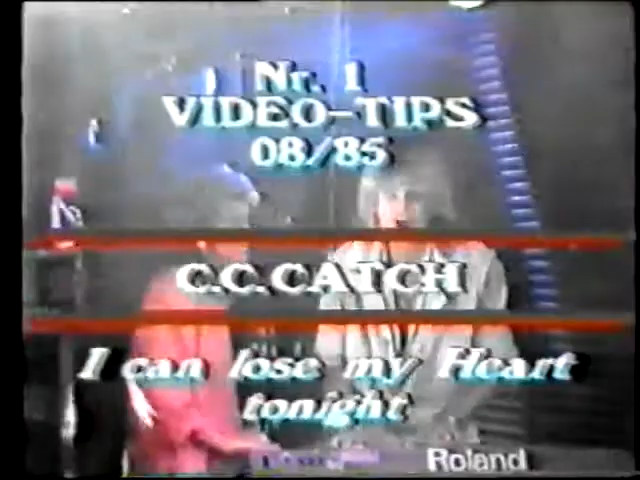 Nr. 1
VIDEO-TIPS
08/85
C.C.CATCH
I can lose my Heart
tonight
Roland